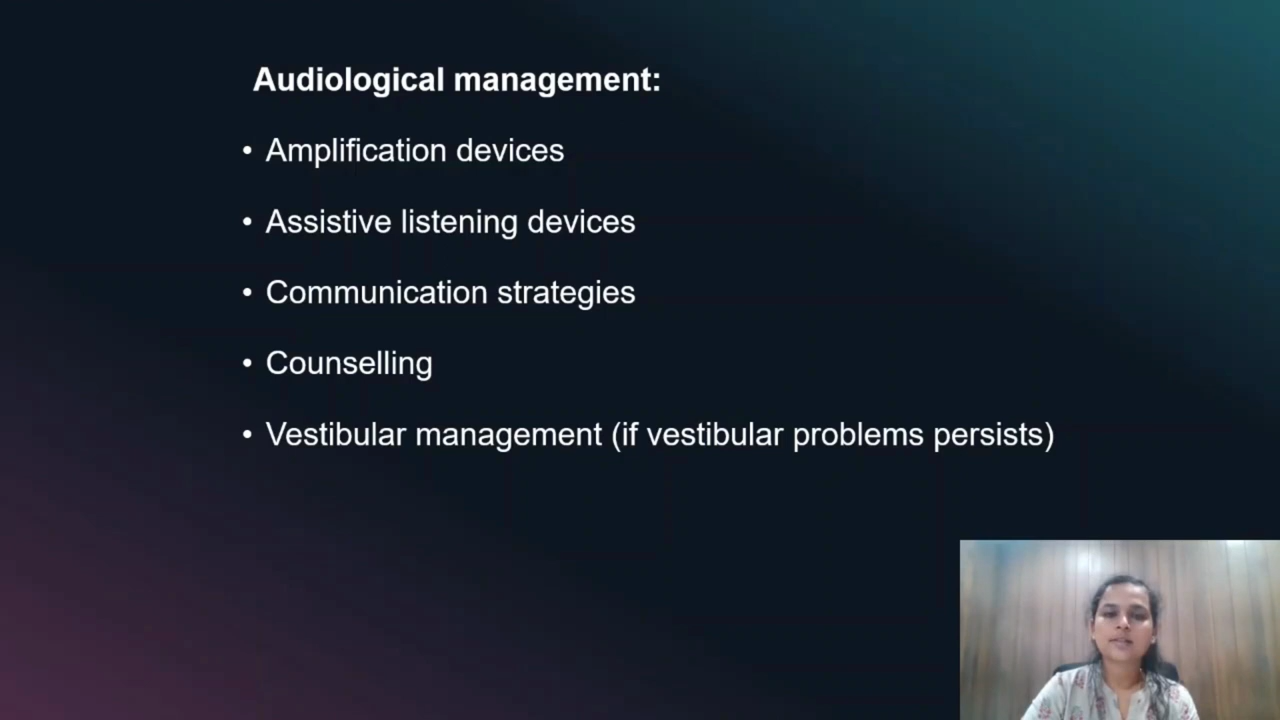 Audiological management:
• Amplification devices
• Assistive listening devices
• Communication strategies
• Counselling
• Vestibular management (if vestibular problems persists)